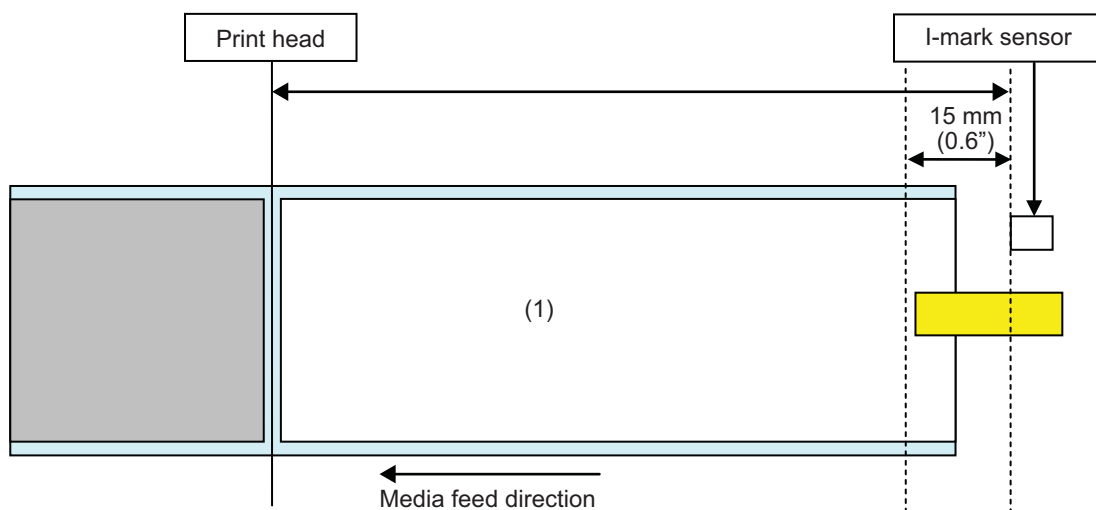 Print head
I-mark sensor
15 mm
(0.6”)
(1)
Media feed direction